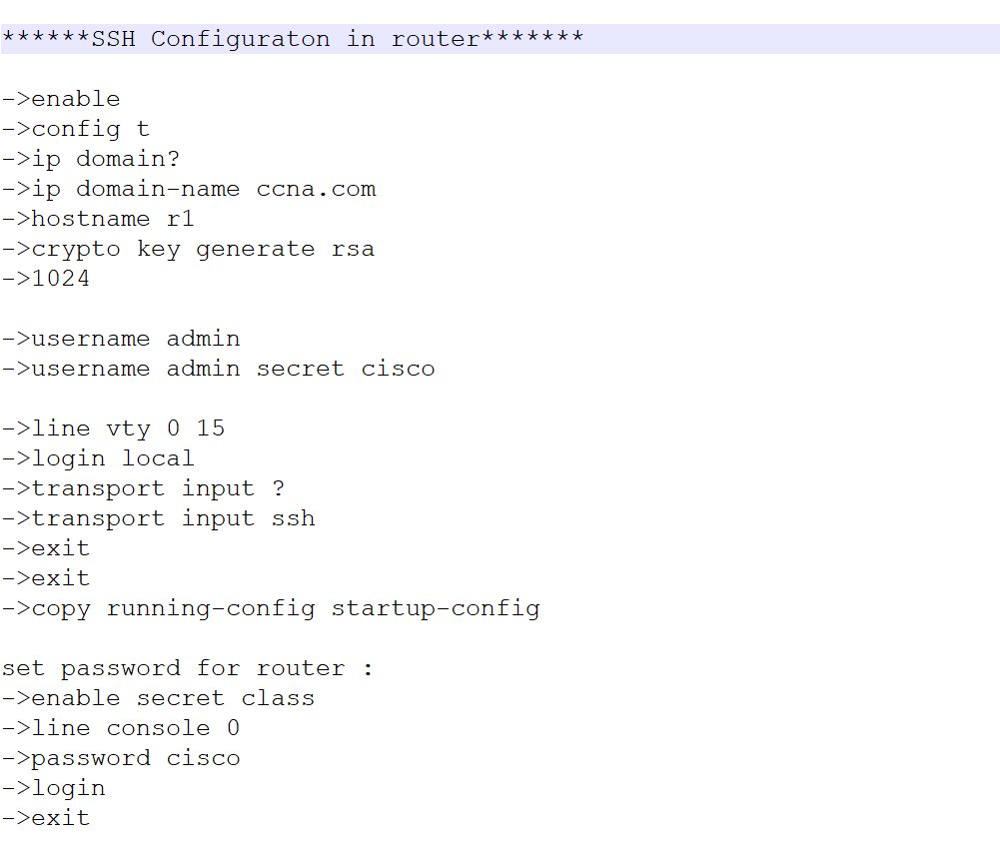 ******SSH Configuraton in router*******
->enable
->config t
->ip domain?
->ip domain-name ccna.com
->hostname r1
->crypto key generate rsa
->1024
->username admin
->username admin secret cisco
->line vty 0 15
->login local
->transport input ?
->transport input ssh
->exit
->exit
->copy running-config startup-config
set password for router :
->enable secret class
->line console 0
->password cisco
->login
->exit